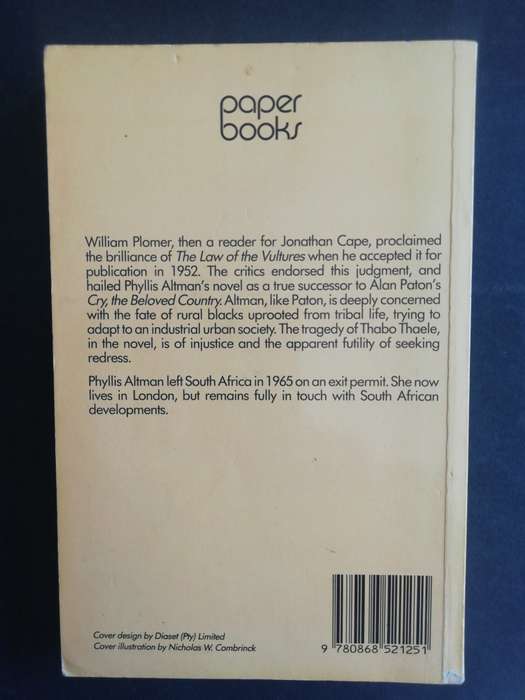 paper
books
William Plomer, then a reader for Jonathan Cape, proclaimed
the brilliance of The Law of the Vultures when he accepted it for
publication in 1952. The critics endorsed this judgment, and
hailed Phyllis Altman's novel as a true successor to Alan Paton's
Cry, the Beloved Country. Altman, like Paton, is deeply concerned
with the fate of rural blacks uprooted from tribal life, trying to
adapt to an industrial urban society. The tragedy of Thabo Thaele,
in the novel, is of injustice and the apparent futility of seeking
redress.
Phyllis Altman left South Africa in 1965 on an exit permit. She now
lives in London, but remains fully in touch with South African
developments.
Cover design by Diaset (Pty) Limited
Cover illustration by Nicholas W. Combrinck
9 780868 521251